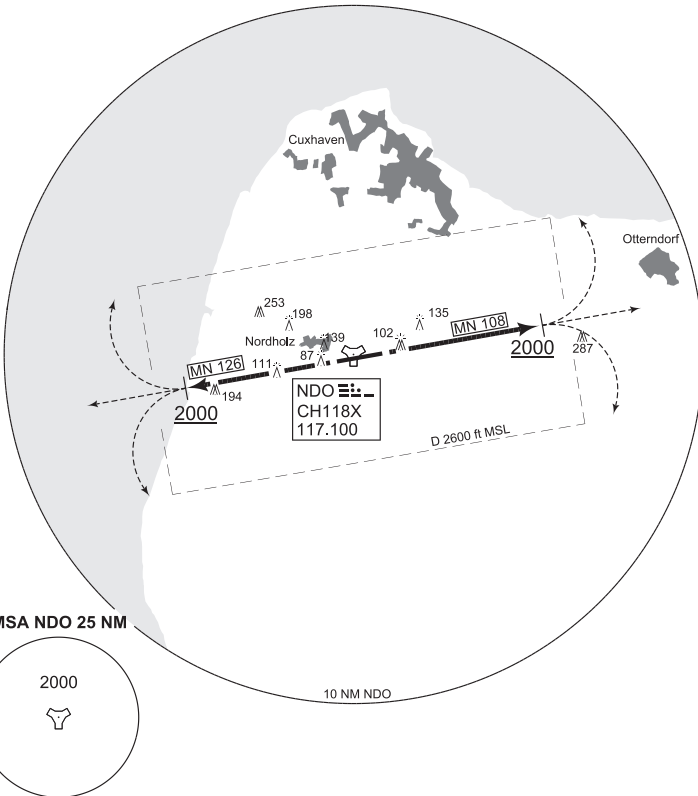 Cuxhaven
Otterndorf
253
198
135
Nordholz
139
102
MN 108
87
111
2000
287
MN 126
194
2000
NDO
CH118X
117.100
D 2600 ft MSL
MSA NDO 25 NM
2000
10 NM NDO